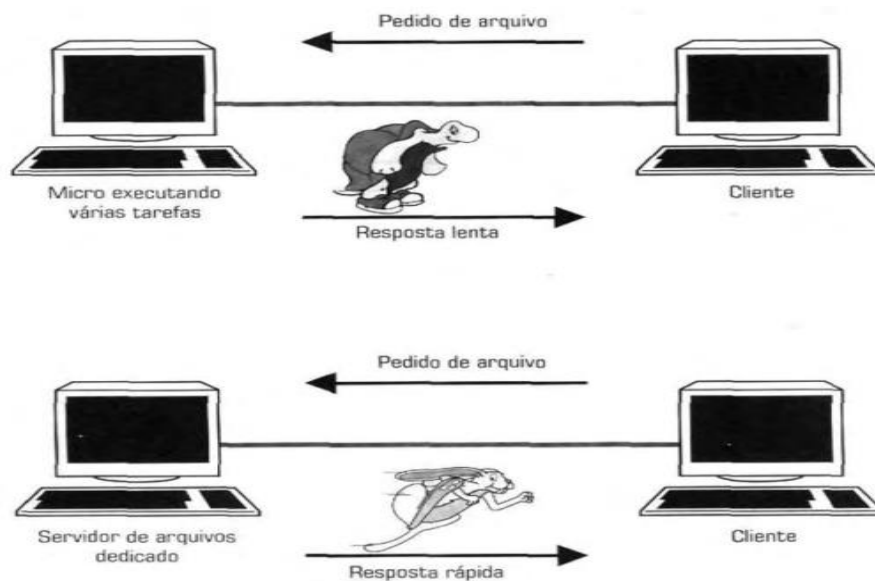 Pedido de arquivo
Micro executando
várias tarefas
Cliente
Resposta lenta
Pedido de arquivo
Servidor de arquivos
dedicado
Cliente
Resposta rápida